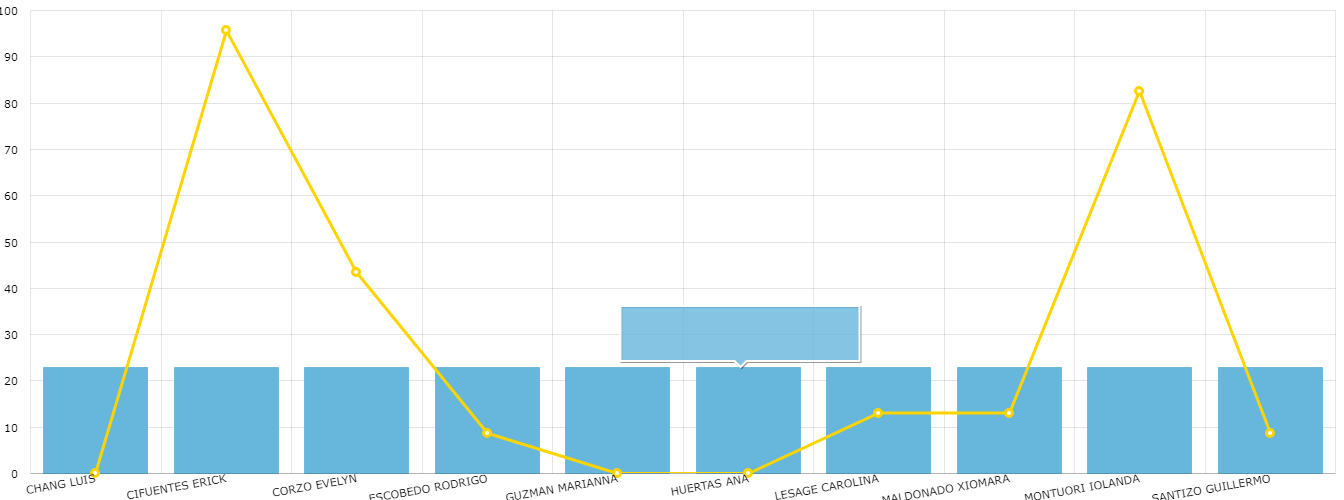 100
90
80
70
60
50
40
30
20
10
0
CHANG LUIS
CIFUENTES ERICK
CORZO EVELYN
ESCOBEDO RODRIGO
GUZMAN MARIANNA
HUERTAS ANA
LESAGE CAROLINA
MALDONADO XIOMARA
MONTUORI IOLANDA
SANTIZO GUILLERMO